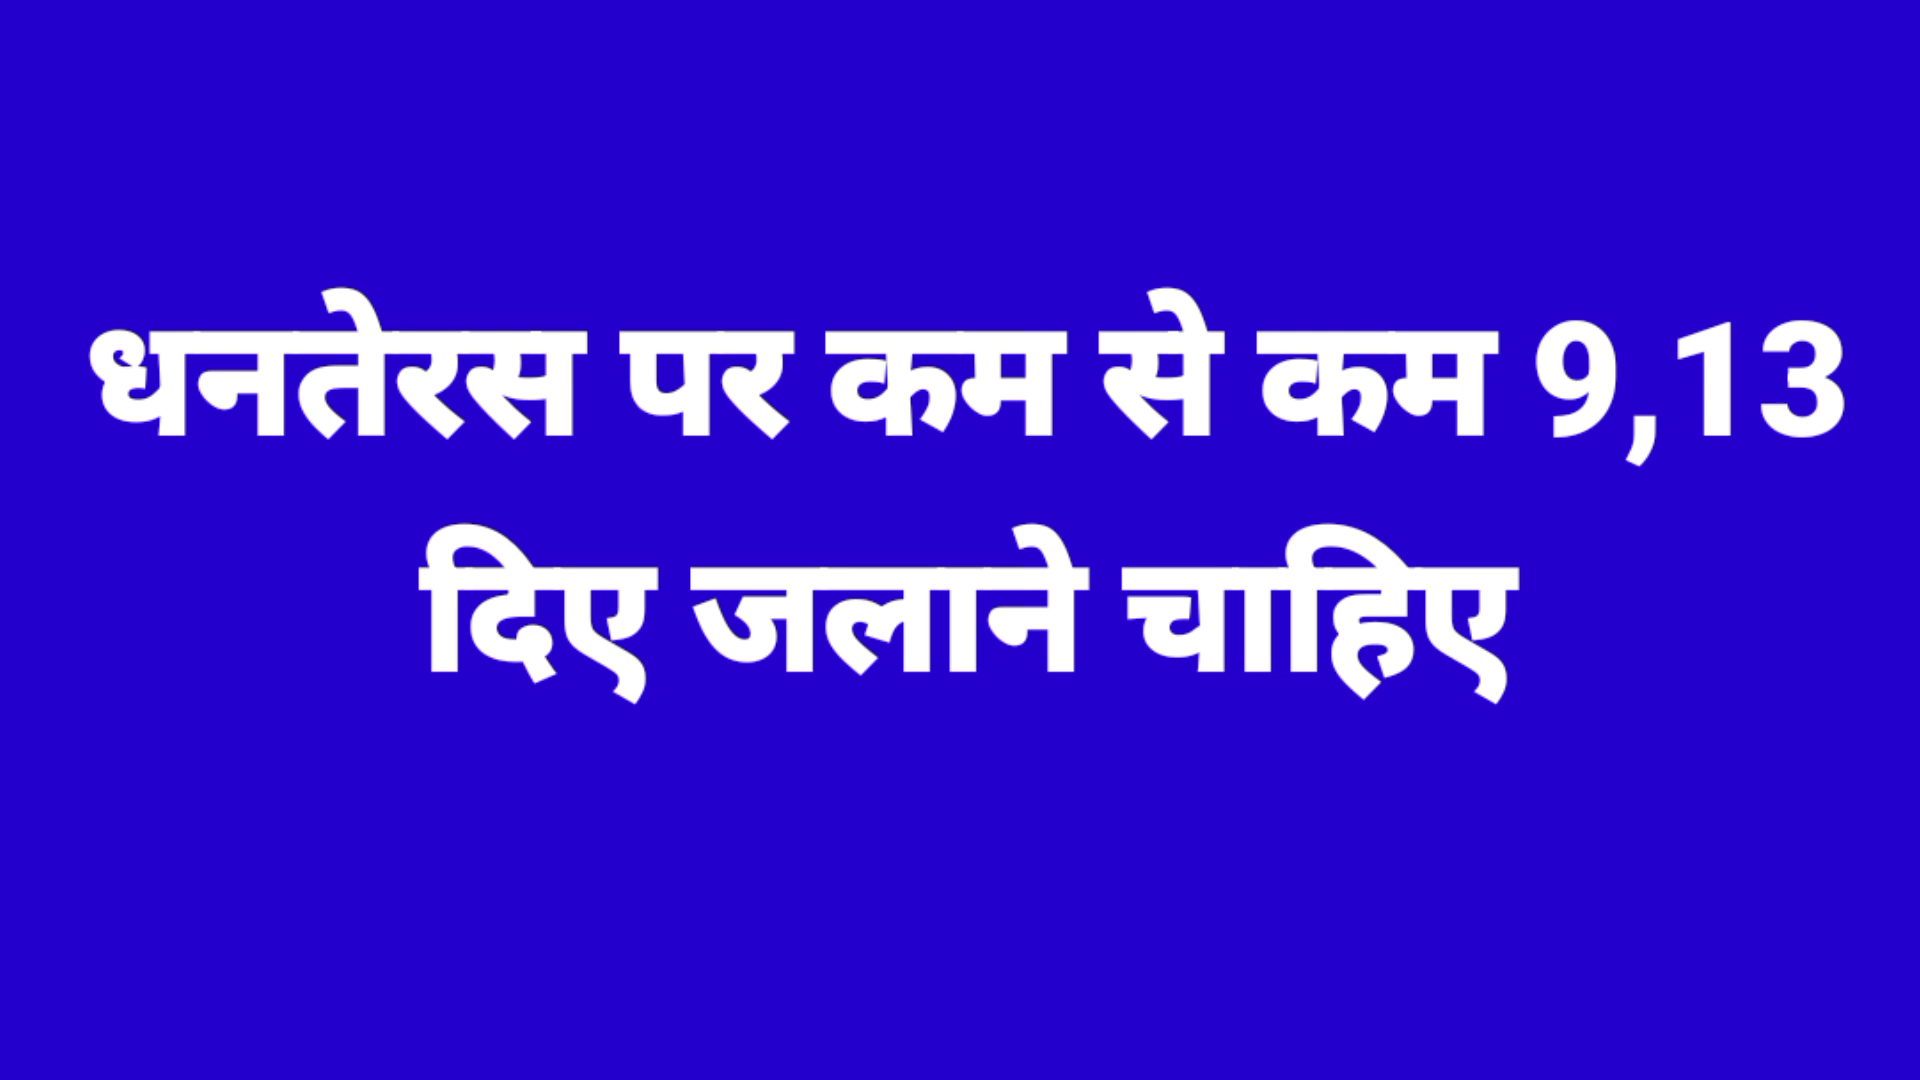 धनतेरस पर कम से कम 9,13
दिए जलाने चाहिए